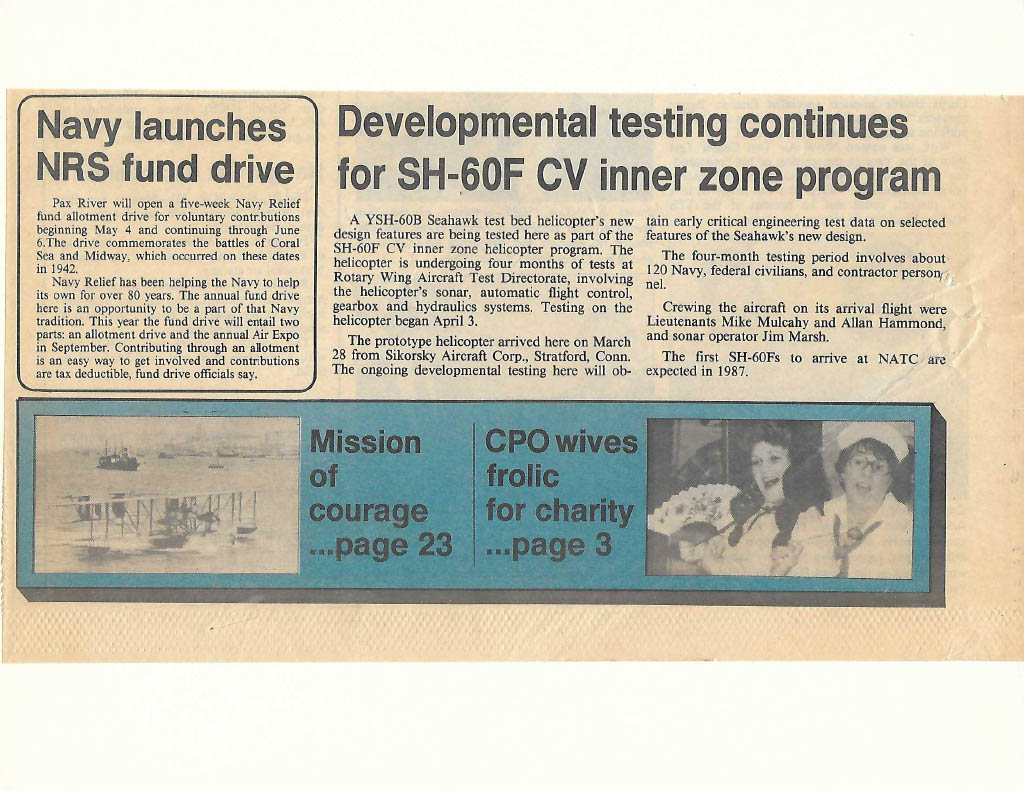 Navy launches
NRS fund drive
Pax River will open a five-week Navy Relief
fund allotment drive for voluntary contributions
beginning May 4 and continuing through June
6.The drive commemorates the battles of Coral
Sea and Midway, which occurred on these dates
in 1942.
Navy Relief has been helping the Navy to help
its own for over 80 years. The annual fund drive
here is an opportunity to be a part of that Navy
tradition. This year the fund drive will entail two
parts: an allotment drive and the annual Air Expo
in September. Contributing through an allotment
is an easy way to get involved and contributions
are tax deductible, fund drive officials say.
Developmental testing continues
for SH-60F CV inner zone program
A YSH-60B Seahawk test bed helicopter's new
design features are being tested here as part of the
SH-60F CV inner zone helicopter program. The
helicopter is undergoing four months of tests at
Rotary Wing Aircraft Test Directorate, involving
the helicopter's sonar, automatic flight control,
gearbox and hydraulics systems. Testing on the
helicopter began April 3.
The prototype helicopter arrived here on March
28 from Sikorsky Aircraft Corp., Stratford, Conn.
The ongoing developmental testing here will ob-
tain early critical engineering test data on selected
features of the Seahawk's new design.
The four-month testing period involves about
120 Navy, federal civilians, and contractor person-
nel.
Crewing the aircraft on its arrival flight were
Lieutenants Mike Mulcahy and Allan Hammond,
and sonar operator Jim Marsh.
The first SH-60Fs to arrive at NATC are
expected in 1987.
Mission
of
courage
...page 23
CPO wives
frolic
for charity
...page 3